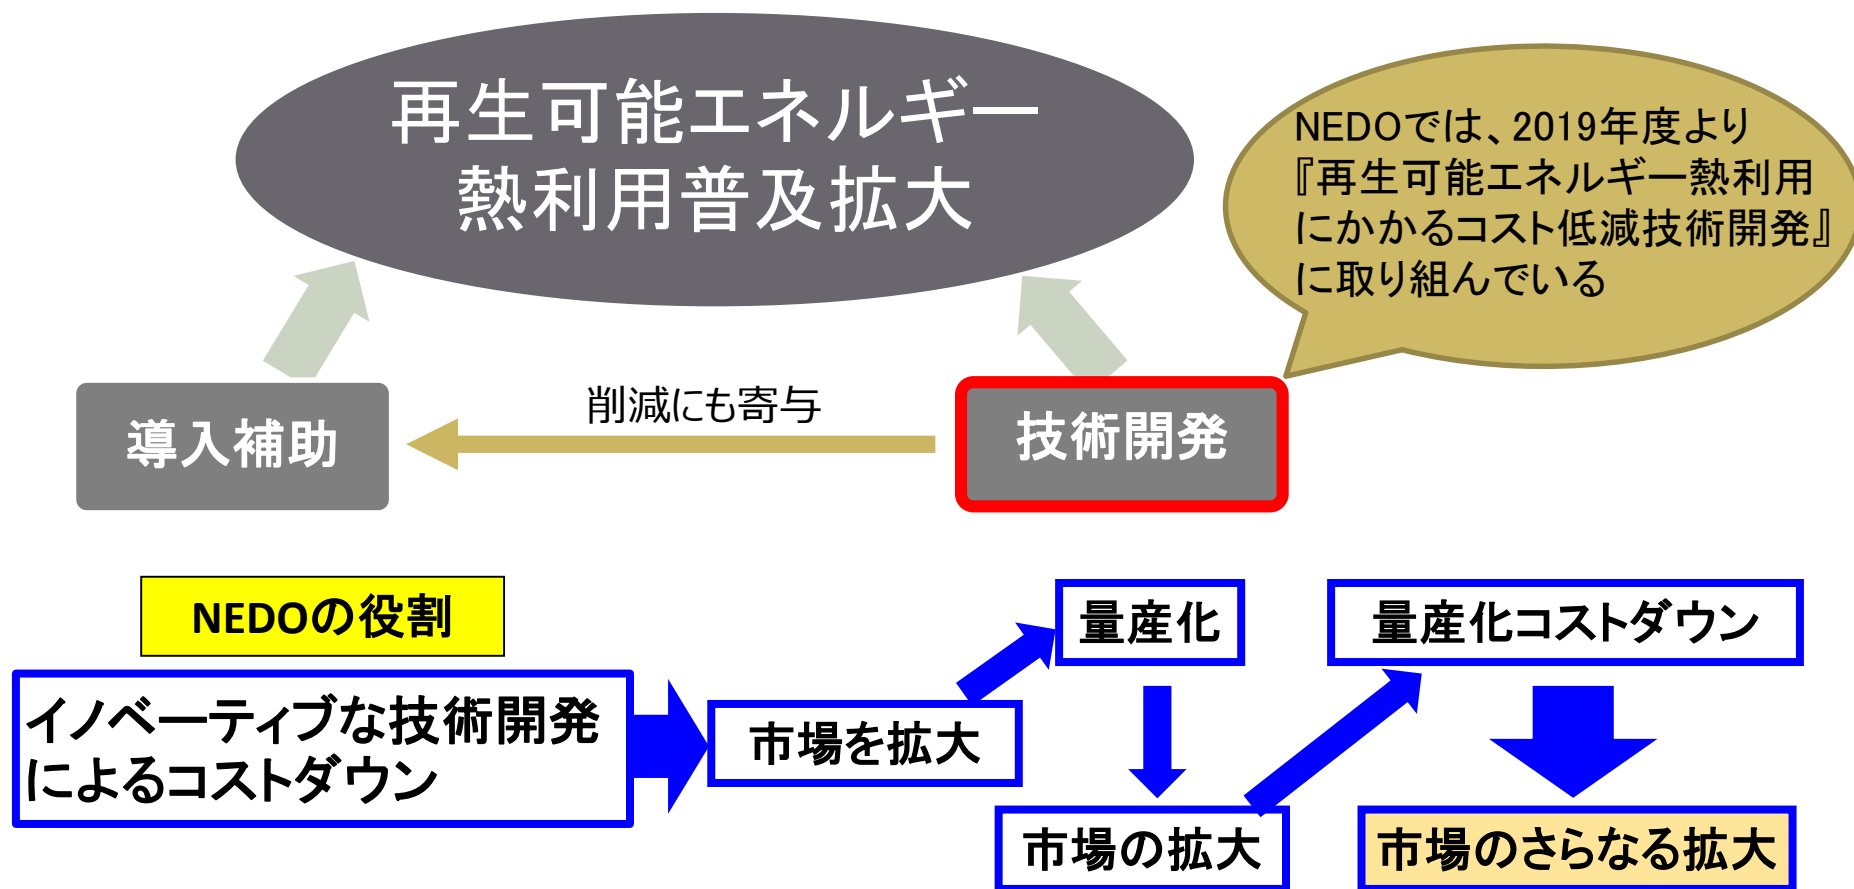 再生可能エネルギー
熱利用普及拡大
NEDOでは、2019年度より
『再生可能エネルギー熱利用
にかかるコスト低減技術開発』
に取り組んでいる
導入補助
削減にも寄与
技術開発
NEDOの役割
イノベーティブな技術開発
によるコストダウン
市場を拡大
量産化
市場の拡大
量産化コストダウン
市場のさらなる拡大